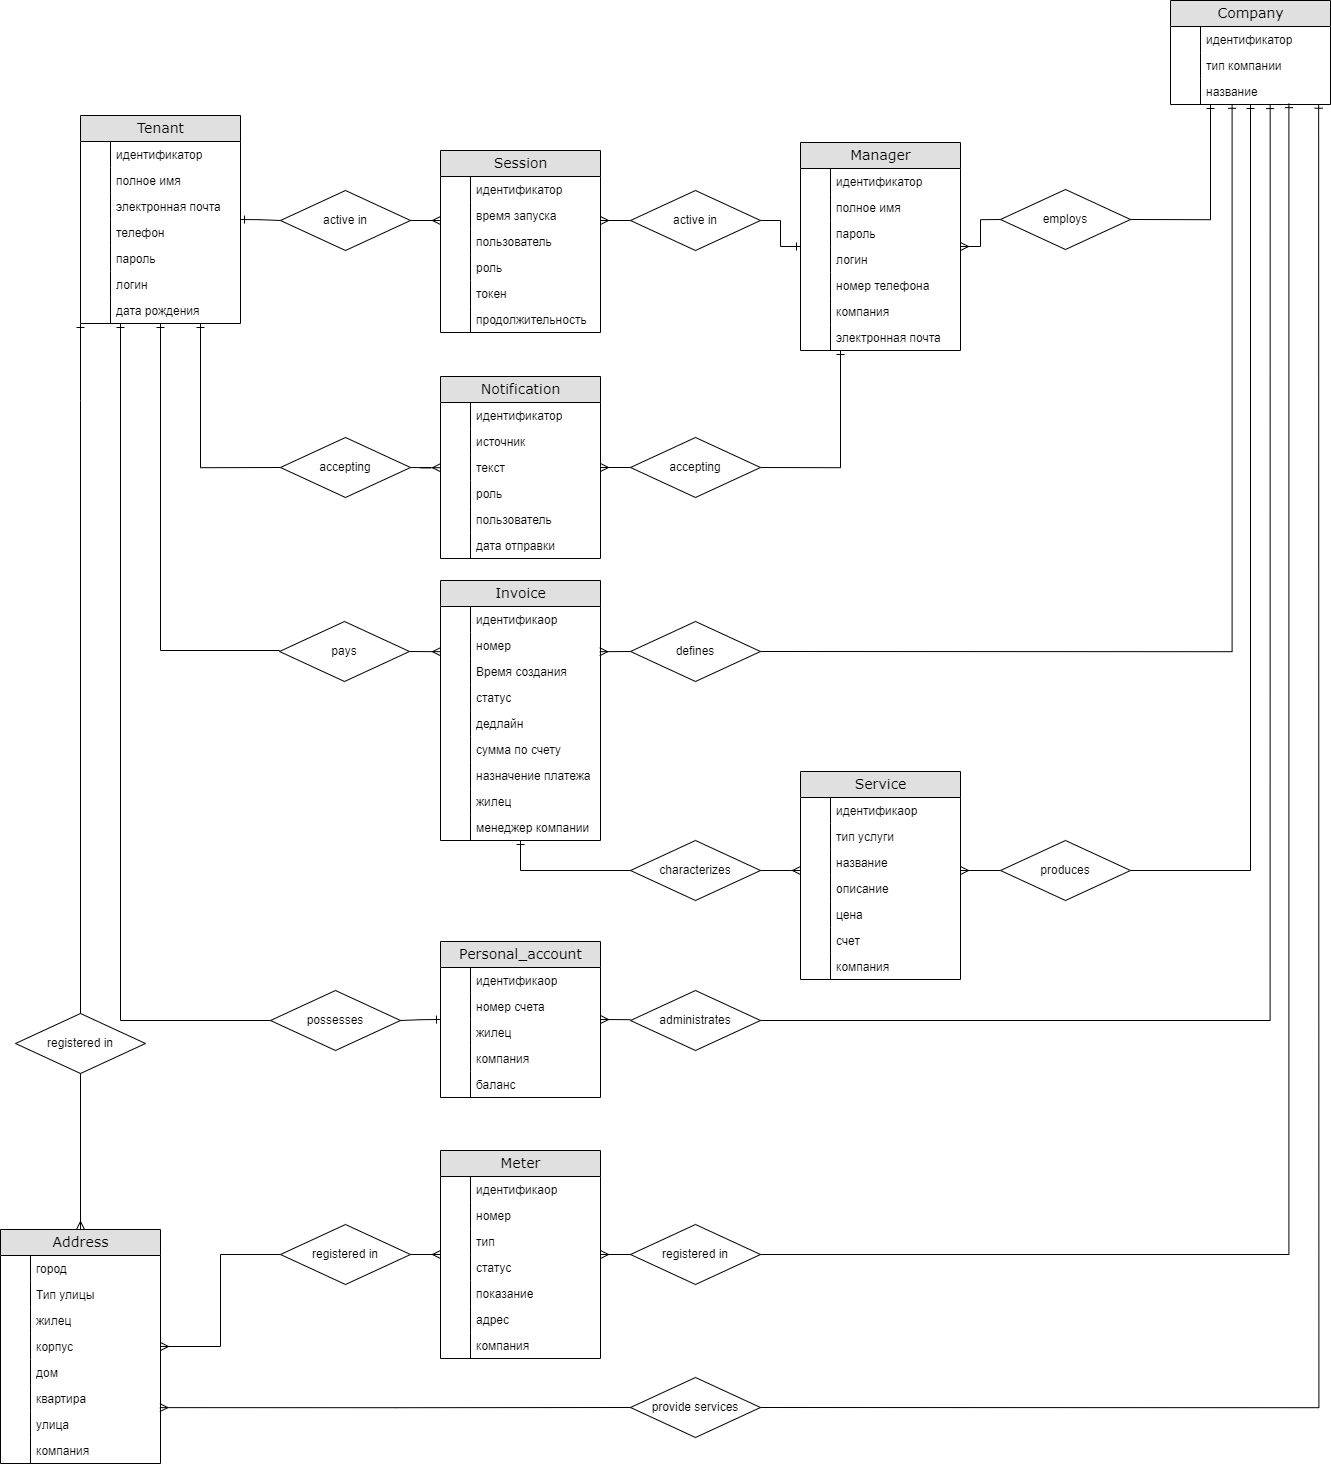 Company
идентификатор
тип компании
название
Tenant
идентификатор
полное имя
электронная почта
телефон
пароль
логин
дата рождения
active in
Session
идентификатор
время запуска
пользователь
роль
токен
продолжительность
active in
Manager
идентификатор
полное имя
пароль
логин
номер телефона
компания
электронная почта
employs
accepting
Notification
идентификатор
источник
текст
роль
пользователь
дата отправки
accepting
pays
Invoice
идентификаор
номер
Время создания
статус
дедлайн
сумма по счету
назначение платежа
жилец
менеджер компании
defines
characterizes
Service
идентификаор
тип услуги
название
описание
цена
счет
компания
produces
possesses
Personal_account
идентификаор
номер счета
жилец
компания
баланс
administrates
registered in
Meter
идентификаор
номер
тип
статус
показание
адрес
компания
registered in
registered in
Address
город
Тип улицы
жилец
корпус
дом
квартира
улица
компания
provide services